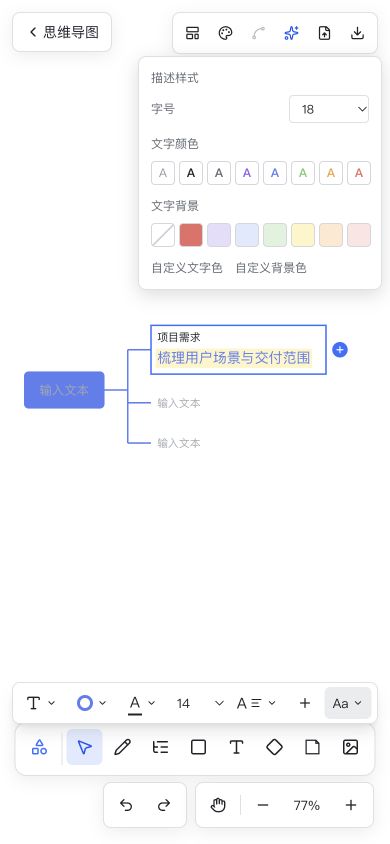 思维导图
描述样式
字号
18
文字颜色
A A A A A A A A
文字背景
自定义文字色 自定义背景色
项目需求
梳理用户场景与交付范围
输入文本
输入文本
输入文本
T A 14 A Aa
T
77%